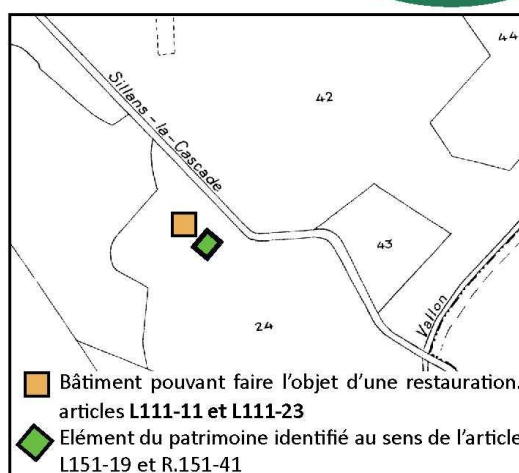 44
42
Sillans-la-Cascade
43
Vallon
24
Bâtiment pouvant faire l'objet d'une restauration.
articles L111-11 et L111-23
Elément du patrimoine identifié au sens de l'article
L151-19 et R.151-41